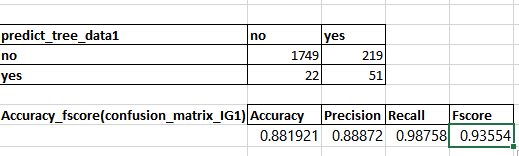 predict_tree_data1 no yes
no 1749 219
yes 22 51
Accuracy_fscore(confusion_matrix_IG1) Accuracy Precision Recall Fscore
0.881921 0.88872 0.98758 0.93554